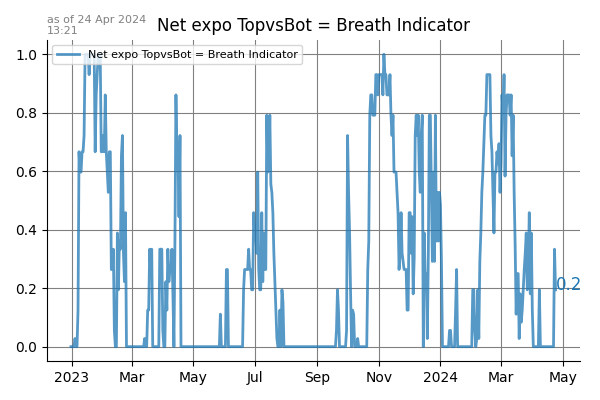 as of 24 Apr 2024
13:21
Net expo TopvsBot = Breath Indicator
Net expo TopvsBot = Breath Indicator
1.0
0.8
0.6
0.4
0.2
0.0
0.2
2023 Mar May Jul Sep Nov 2024 Mar May